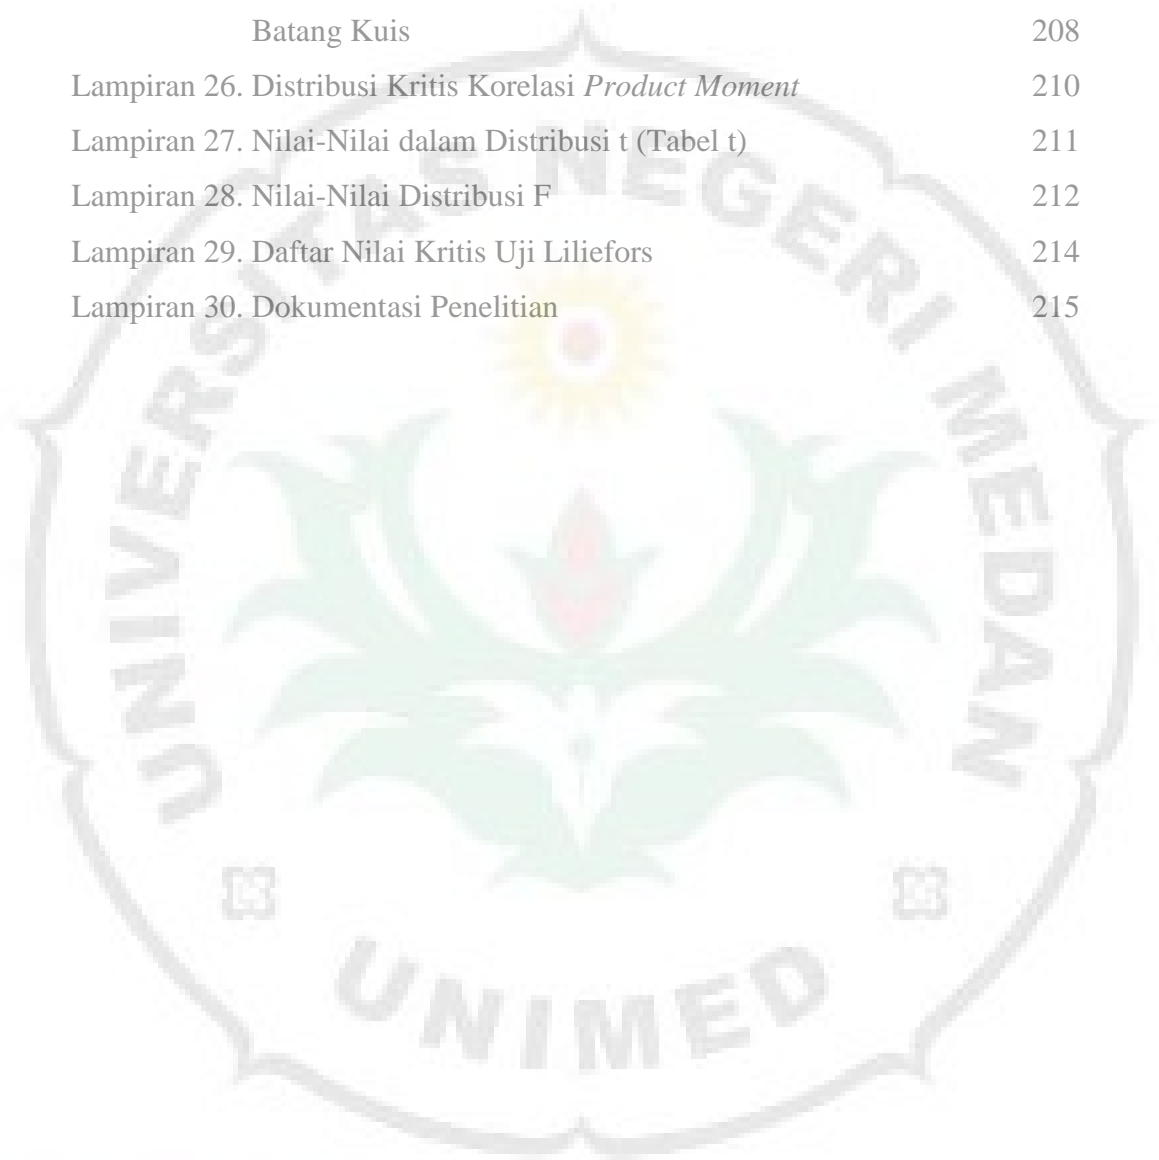 Batang Kuis 208
Lampiran 26. Distribusi Kritis Korelasi Product Moment 210
Lampiran 27. Nilai-Nilai dalam Distribusi t (Tabel t) 211
Lampiran 28. Nilai-Nilai Distribusi F 212
Lampiran 29. Daftar Nilai Kritis Uji Liliefors 214
Lampiran 30. Dokumentasi Penelitian 215
UNIVERSITAS NEGERI MEDAN
UNIMED